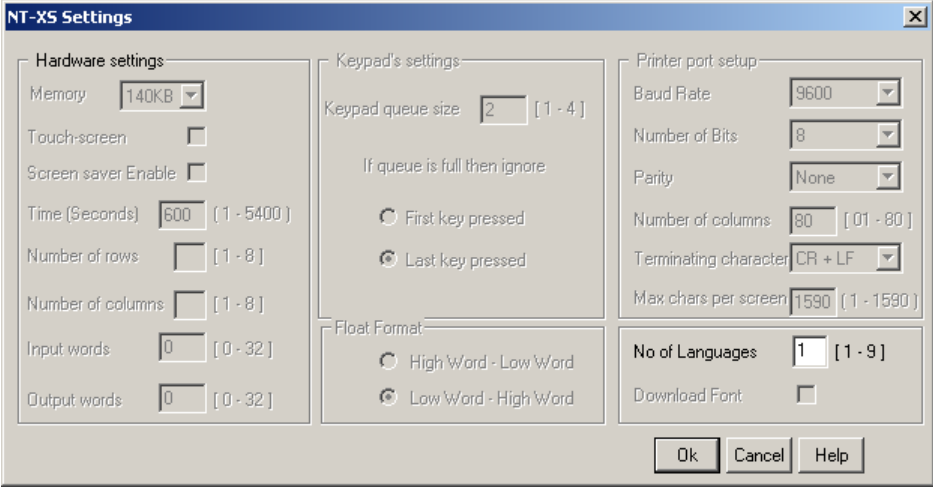 NT-XS Settings
Hardware settings
Memory 140KB
Touch-screen
Screen saver Enable
Time (Seconds) 600 ( 1 - 5400 )
Number of rows [ 1 - 8 ]
Number of columns [ 1 - 8 ]
Input words 0 [ 0 - 32 ]
Output words 0 [ 0 - 32 ]
Keypad's settings
Keypad queue size 2 [ 1 - 4 ]
If queue is full then ignore
First key pressed
Last key pressed
Float Format
High Word - Low Word
Low Word - High Word
Printer port setup
Baud Rate 9600
Number of Bits 8
Parity None
Number of columns 80 [ 01 - 80 ]
Terminating character CR + LF
Max chars per screen 1590 ( 1 - 1590 )
No of Languages 1 [ 1 - 9 ]
Download Font
Ok Cancel Help